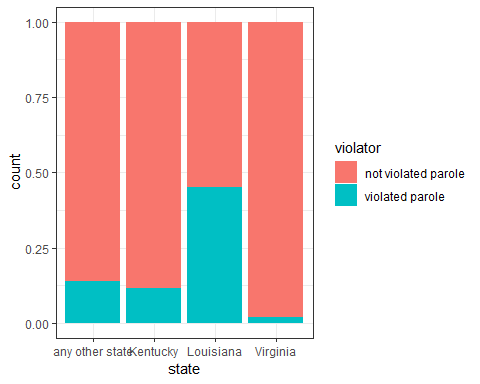 1.00
0.75
0.50
0.25
0.00
count
any other state
Kentucky
Louisiana
Virginia
state
violator
not violated parole
violated parole